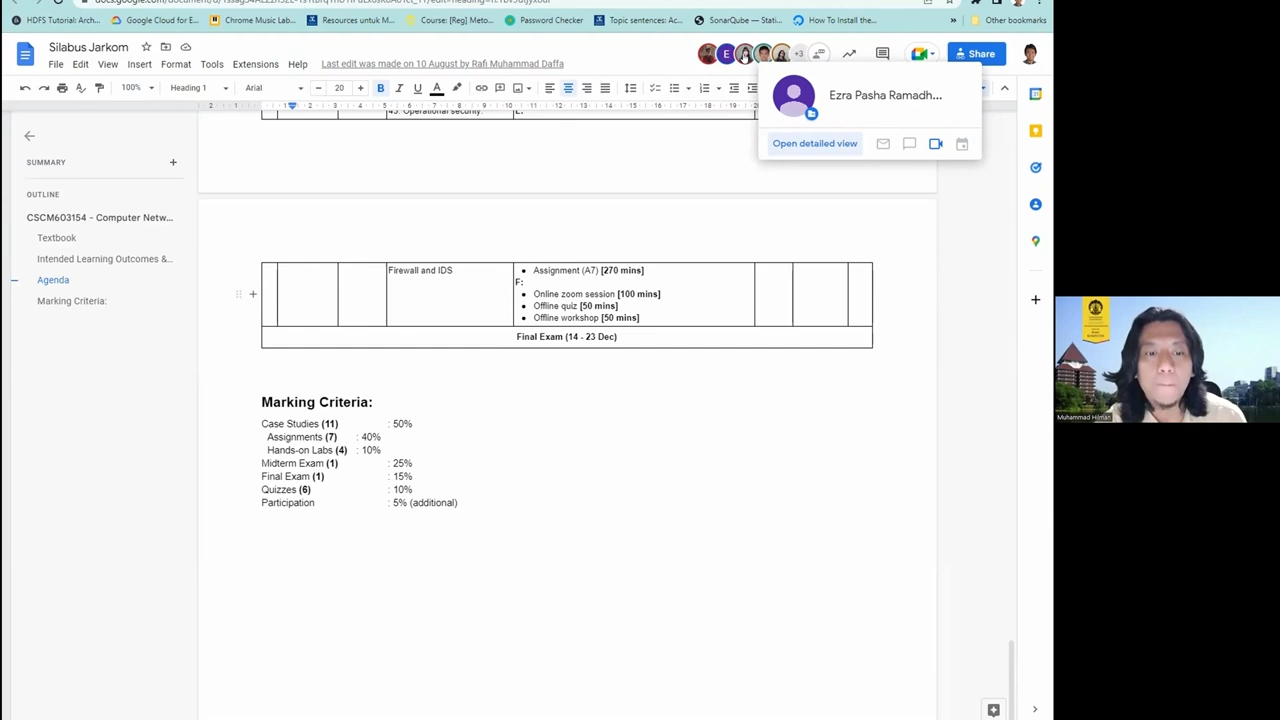 HDFS Tutorial: Arch...
Google Cloud for E...
Chrome Music Lab...
Resources untuk M...
Course: [Reg] Meto...
Password Checker
Topic sentences: Ac...
SonarQube — Stati...
How To Install the...
Other bookmarks
Silabus Jarkom
+3
Share
File Edit View Insert Format Tools Extensions Help
Last edit was made on 10 August by Rafi Muhammad Daffa
100% Heading 1 Arial 20 B I U A
Ezra Pasha Ramadh...
Open detailed view
SUMMARY
OUTLINE
CSCM603154 - Computer Netw...
Textbook
Intended Learning Outcomes &...
Agenda
Marking Criteria:
45. Operational security.
E:
Firewall and IDS
Assignment (A7) [270 mins]
F:
Online zoom session [100 mins]
Offline quiz [50 mins]
Offline workshop [50 mins]
Final Exam (14 - 23 Dec)
Marking Criteria:
Case Studies (11) : 50%
Assignments (7) : 40%
Hands-on Labs (4) : 10%
Midterm Exam (1) : 25%
Final Exam (1) : 15%
Quizzes (6) : 10%
Participation : 5% (additional)
Muhammad Hilman